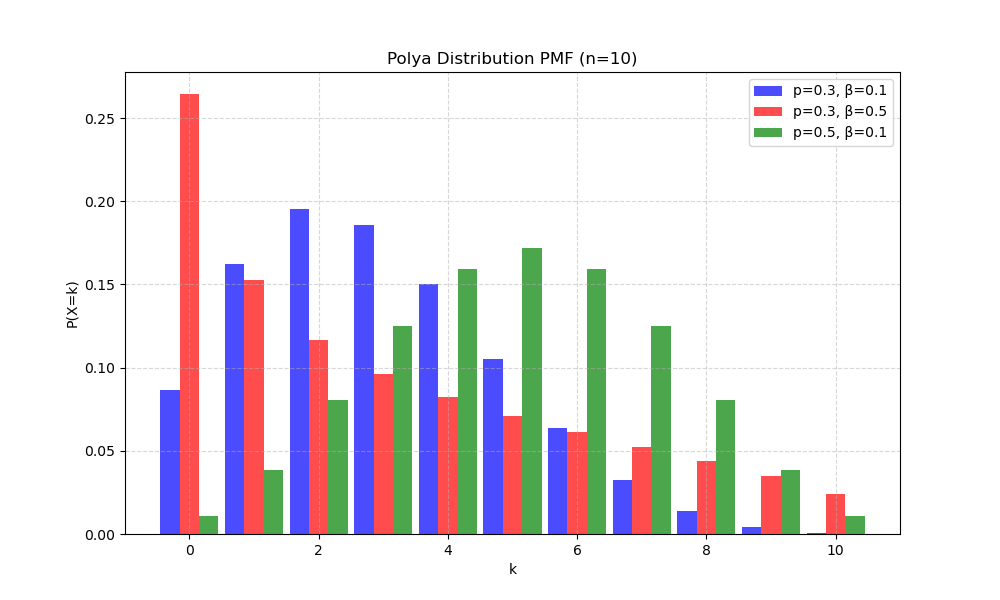 Polya Distribution PMF (n=10)
p=0.3, β=0.1
p=0.3, β=0.5
p=0.5, β=0.1
P(X=k)
0.25
0.20
0.15
0.10
0.05
0.00
0 2 4 6 8 10
k